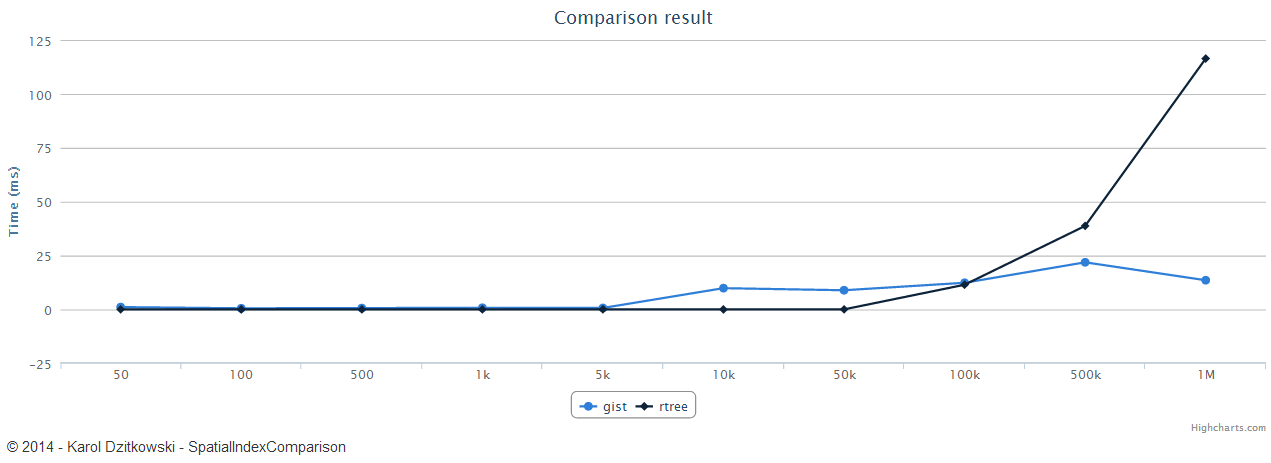 Comparison result
125
100
75
50
25
0
-25
Time (ms)
50 100 500 1k 5k 10k 50k 100k 500k 1M
gist rtree
Highcharts.com
© 2014 - Karol Dzitkowski - SpatialIndexComparison